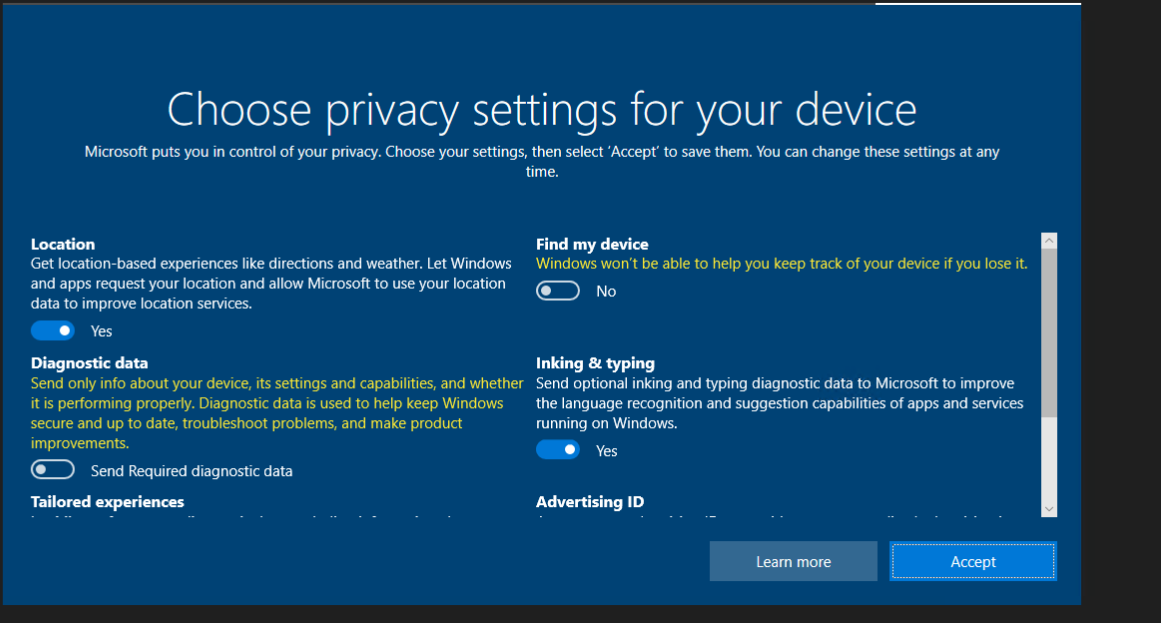 Choose privacy settings for your device
Microsoft puts you in control of your privacy. Choose your settings, then select 'Accept' to save them. You can change these settings at any
time.
Location
Get location-based experiences like directions and weather. Let Windows
and apps request your location and allow Microsoft to use your location
data to improve location services.
Yes
Find my device
Windows won't be able to help you keep track of your device if you lose it.
No
Diagnostic data
Send only info about your device, its settings and capabilities, and whether
it is performing properly. Diagnostic data is used to help keep Windows
secure and up to date, troubleshoot problems, and make product
improvements.
Send Required diagnostic data
Inking & typing
Send optional inking and typing diagnostic data to Microsoft to improve
the language recognition and suggestion capabilities of apps and services
running on Windows.
Yes
Tailored experiences
Advertising ID
Learn more
Accept